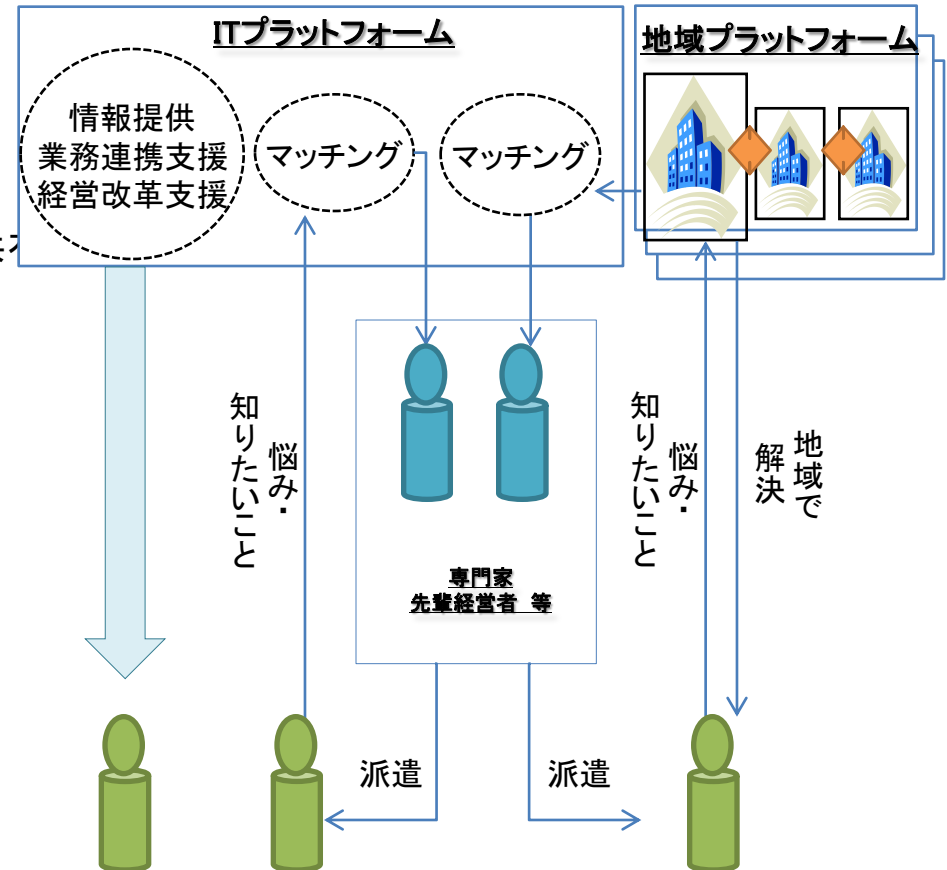 ITプラットフォーム
地域プラットフォーム
情報提供
業務連携支援
経営改革支援
マッチング
マッチング
悩み・
知りたいこと
専門家
先輩経営者 等
悩み・
知りたいこと
地域で
解決
派遣
派遣